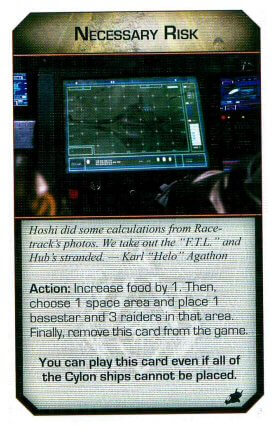 NECESSARY RISK
Hoshi did some calculations from Race-
track's photos. We take out the "F.T.L." and
Hub's stranded. — Karl "Helo" Agathon
Action: Increase food by 1. Then,
choose 1 space area and place 1
basestar and 3 raiders in that area.
Finally, remove this card from the game.
You can play this card even if all of
the Cylon ships cannot be placed.